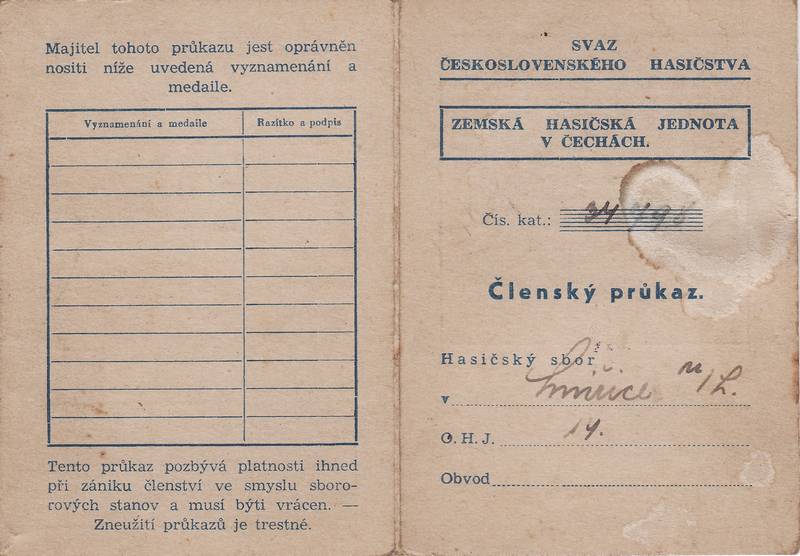 Majitel tohoto průkazu jest oprávněn
nositi níže uvedená vyznamenání a
medaile.
Vyznamenání a medaile
Razítko a podpis
Tento průkaz pozbývá platnosti ihned
při zániku členství ve smyslu sboro-
rových stanov a musí býti vrácen. —
Zneužití průkazů je trestné.
SVAZ
ČESKOSLOVENSKÉHO HASIČSTVA
ZEMSKÁ HASIČSKÁ JEDNOTA
V ČECHÁCH.
Čís. kat.: 34
Členský průkaz.
Hasičský sbor
v n/L.
O. H. J. 14.
Obvod